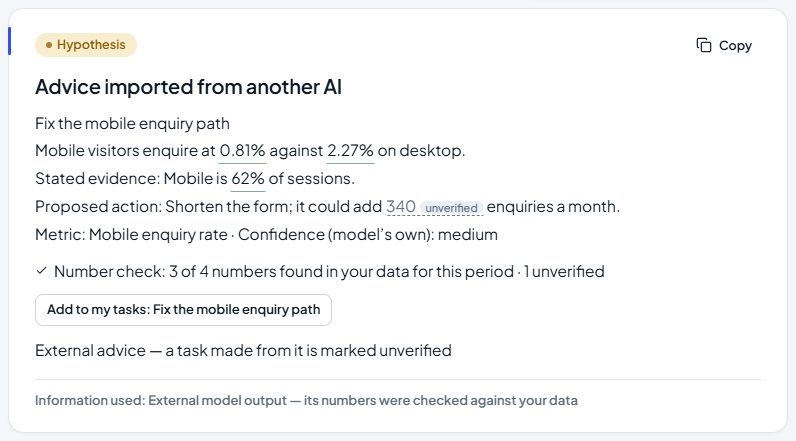 Hypothesis
Copy
Advice imported from another AI
Fix the mobile enquiry path
Mobile visitors enquire at 0.81% against 2.27% on desktop.
Stated evidence: Mobile is 62% of sessions.
Proposed action: Shorten the form; it could add 340 unverified enquiries a month.
Metric: Mobile enquiry rate · Confidence (model’s own): medium
✓ Number check: 3 of 4 numbers found in your data for this period · 1 unverified
Add to my tasks: Fix the mobile enquiry path
External advice — a task made from it is marked unverified
Information used: External model output — its numbers were checked against your data